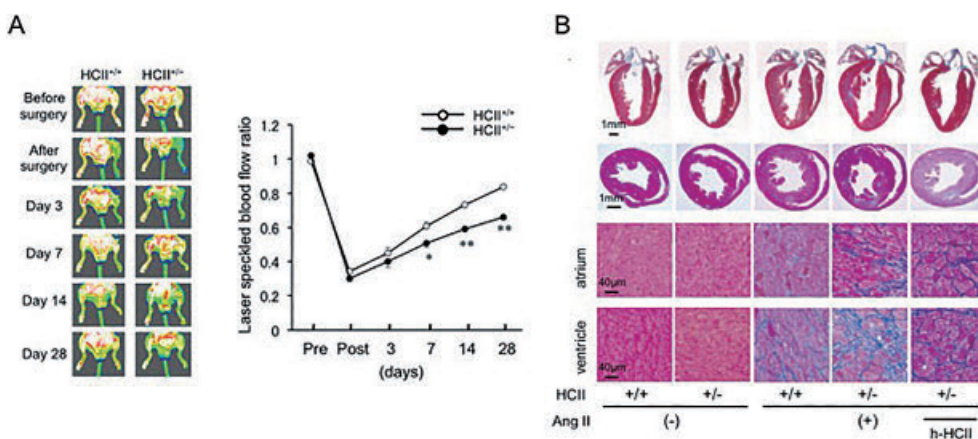 A
HCII+/+ HCII+/-
Before surgery
After surgery
Day 3
Day 7
Day 14
Day 28
Laser speckled blood flow ratio
1.2
1
0.8
0.6
0.4
0.2
0
HCII+/+
HCII+/-
*
**
**
Pre Post 3 7 14 28
(days)
B
1mm
1mm
atrium
40μm
ventricle
40μm
HCII +/+ +/- +/+ +/- +/-
Ang II (-) (+)
h-HCII